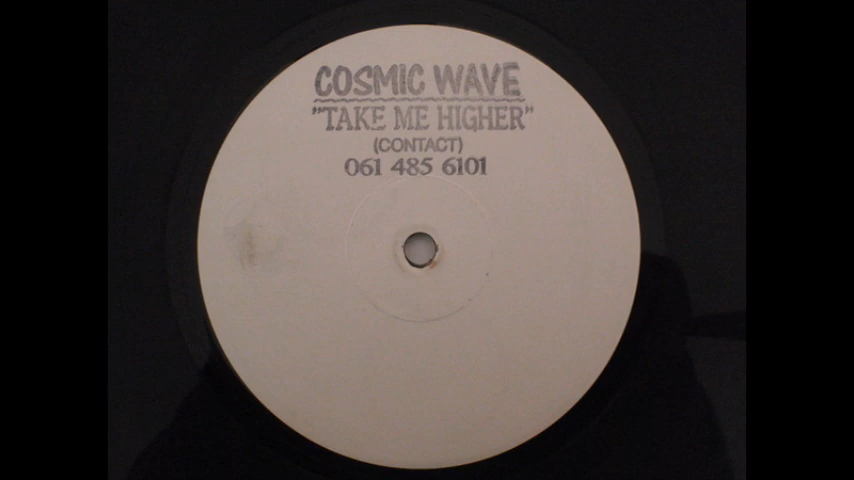 COSMIC WAVE
"TAKE ME HIGHER"
(CONTACT)
061 485 6101